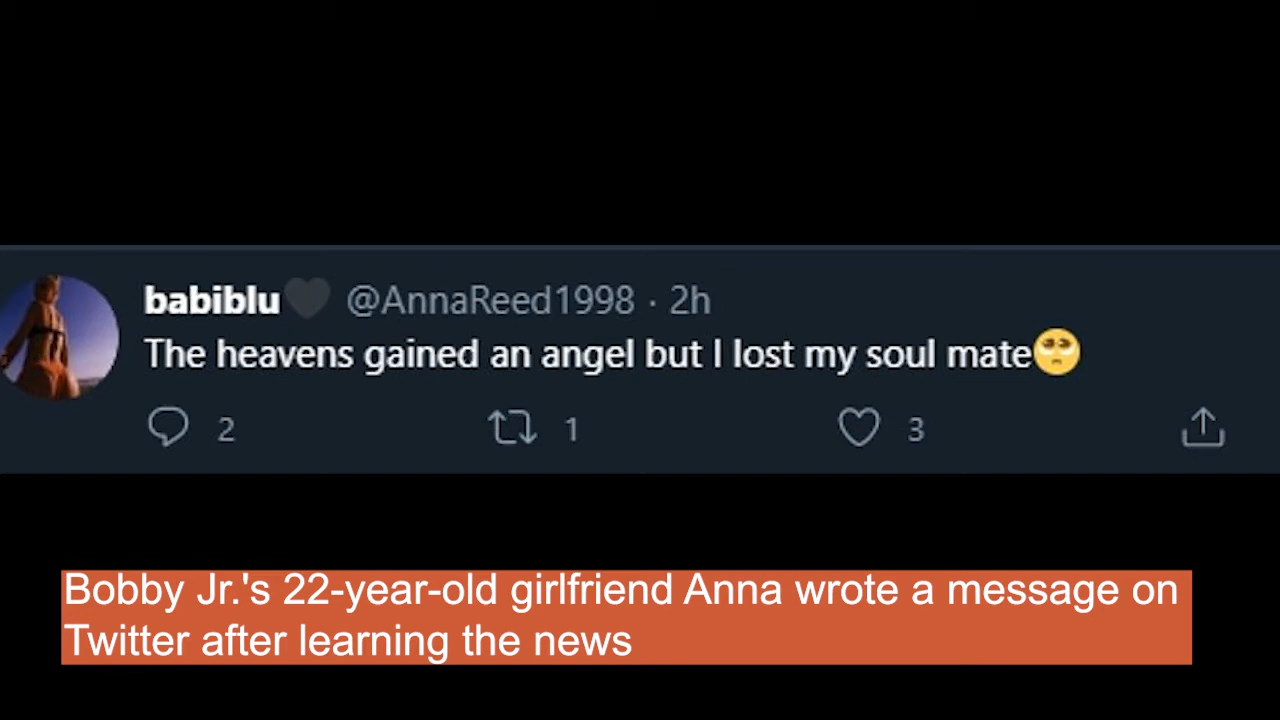 babiblu🖤 @AnnaReed1998 · 2h
The heavens gained an angel but I lost my soul mate🥺
2 1 3
Bobby Jr.'s 22-year-old girlfriend Anna wrote a message on
Twitter after learning the news